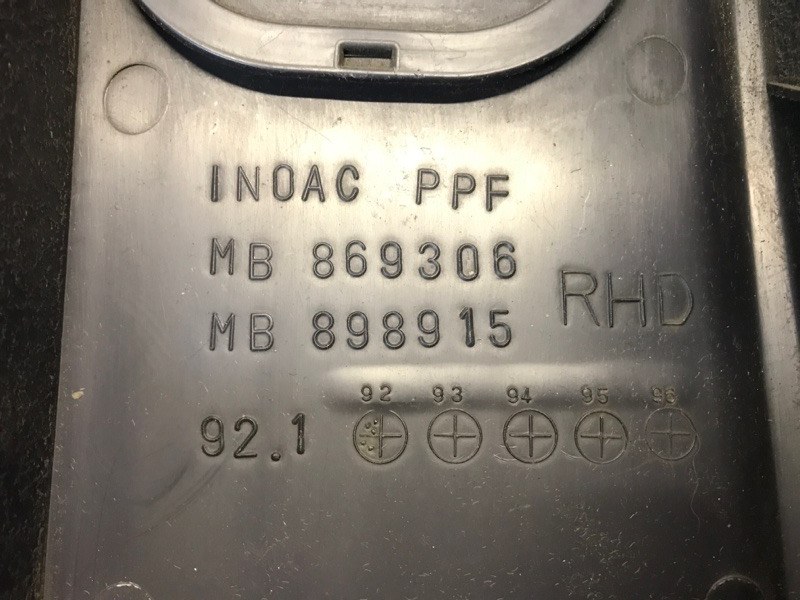 INOAC PPF
MB 869306
MB 898915
RHD
92 93 94 95 96
92.1